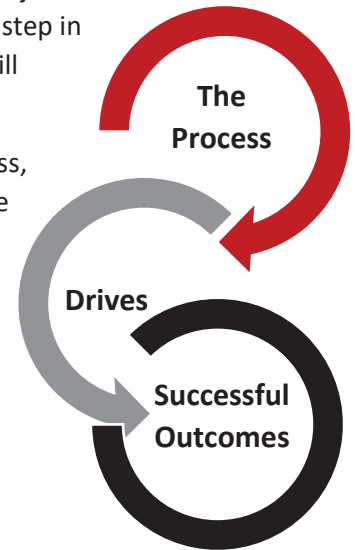 step in
ill
ss,
e
The
Process
Drives
Successful
Outcomes